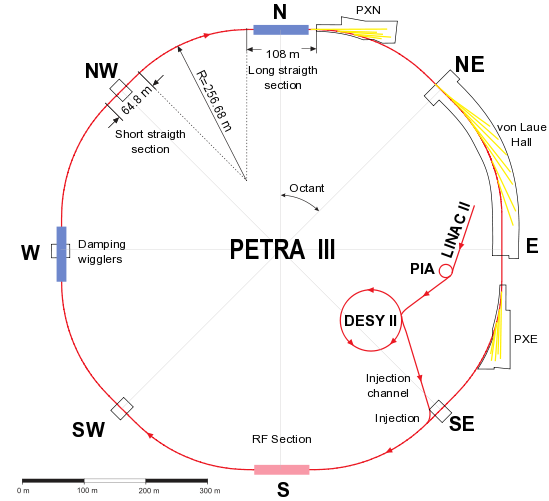 N
PXN
108 m
Long straigth
section
NW
64.8 m
R=256.68 m
Short straigth
section
NE
von Laue
Hall
Octant
W
Damping
wigglers
PETRA III
LINAC II
E
PIA
DESY II
PXE
Injection
channel
Injection
SW
RF Section
SE
S
0 m
100 m
200 m
300 m